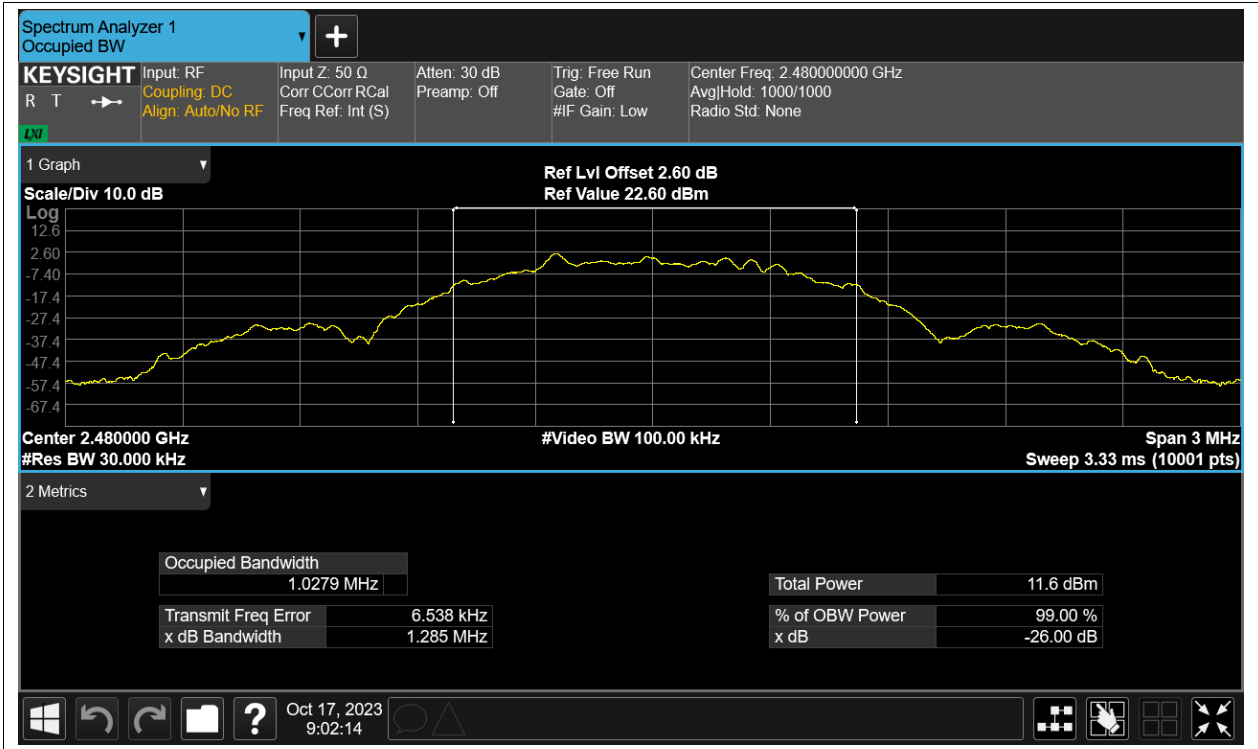 Spectrum Analyzer 1
Occupied BW
KEYSIGHT
R T
LXI
Input: RF
Coupling: DC
Align: Auto/No RF
Input Z: 50 Ω
Corr CCorr RCal
Freq Ref: Int (S)
Atten: 30 dB
Preamp: Off
Trig: Free Run
Gate: Off
#IF Gain: Low
Center Freq: 2.480000000 GHz
Avg|Hold: 1000/1000
Radio Std: None
1 Graph
Scale/Div 10.0 dB
Ref Lvl Offset 2.60 dB
Ref Value 22.60 dBm
Log
12.6
2.60
-7.40
-17.4
-27.4
-37.4
-47.4
-57.4
-67.4
Center 2.480000 GHz
#Res BW 30.000 kHz
#Video BW 100.00 kHz
Span 3 MHz
Sweep 3.33 ms (10001 pts)
2 Metrics
Occupied Bandwidth
1.0279 MHz
Transmit Freq Error 6.538 kHz
x dB Bandwidth 1.285 MHz
Total Power 11.6 dBm
% of OBW Power 99.00 %
x dB -26.00 dB
?
Oct 17, 2023
9:02:14